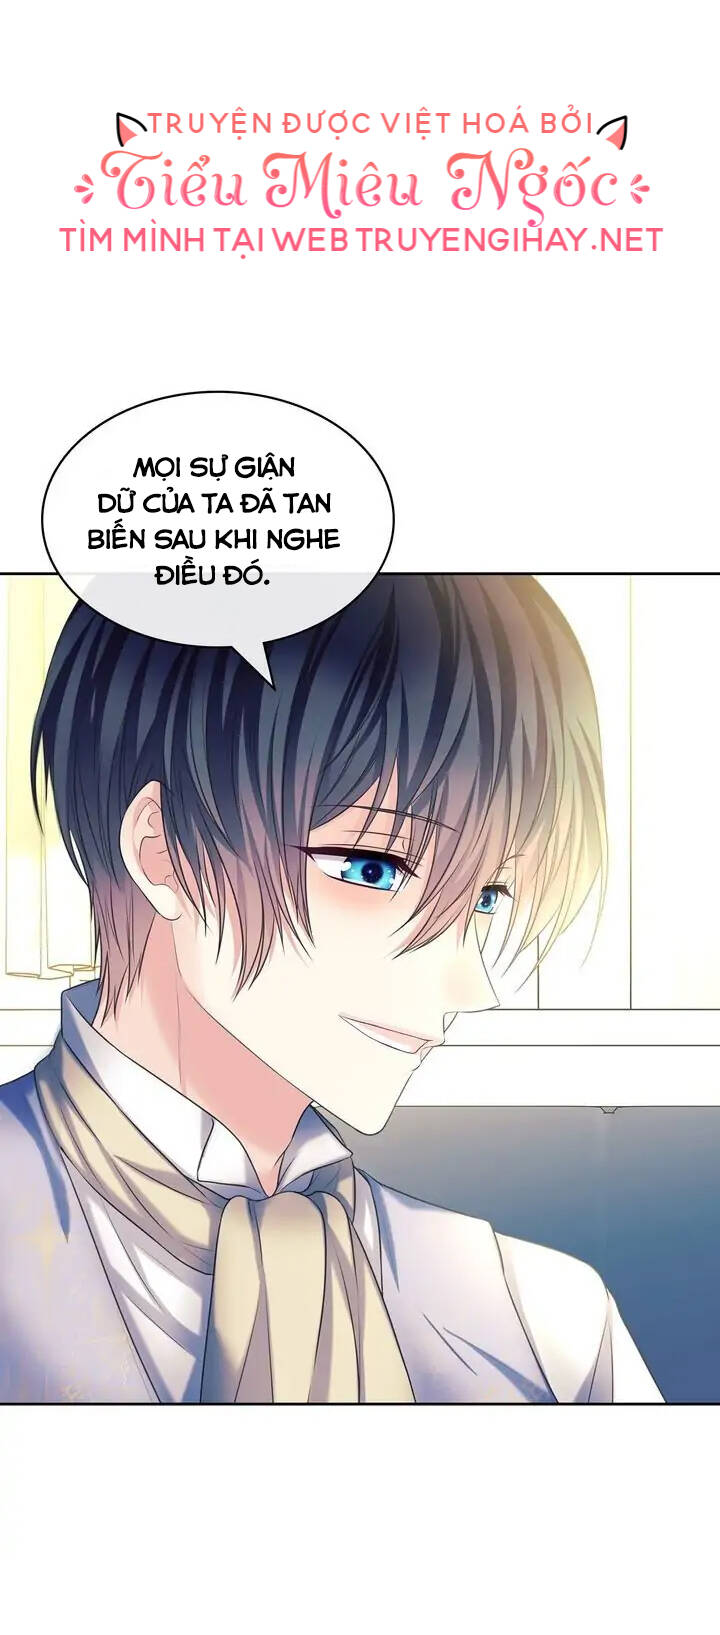 TRUYỆN ĐƯỢC VIỆT HOÁ BỞI
Tiểu Miêu Ngốc
TÌM MÌNH TẠI WEB TRUYENGIHAY.NET
MỌI SỰ GIẬN
DỮ CỦA TA ĐÃ TAN
BIẾN SAU KHI NGHE
ĐIỀU ĐÓ.